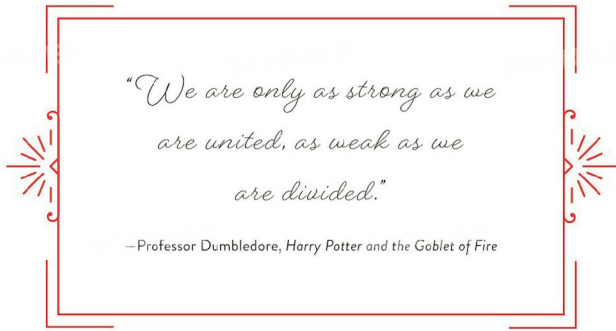 “We are only as strong as we
are united, as weak as we
are divided.”
—Professor Dumbledore, Harry Potter and the Goblet of Fire